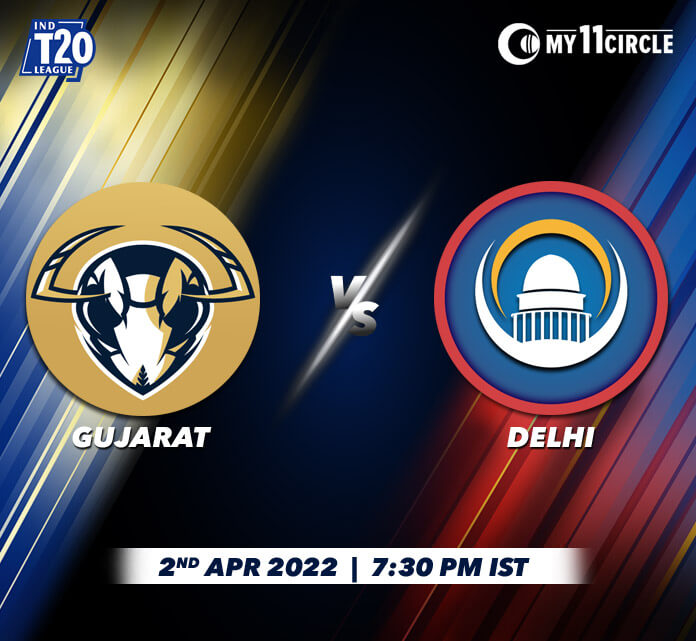 IND
T20
LEAGUE
MY11CIRCLE
VS
GUJARAT
DELHI
2ND APR 2022 | 7:30 PM IST